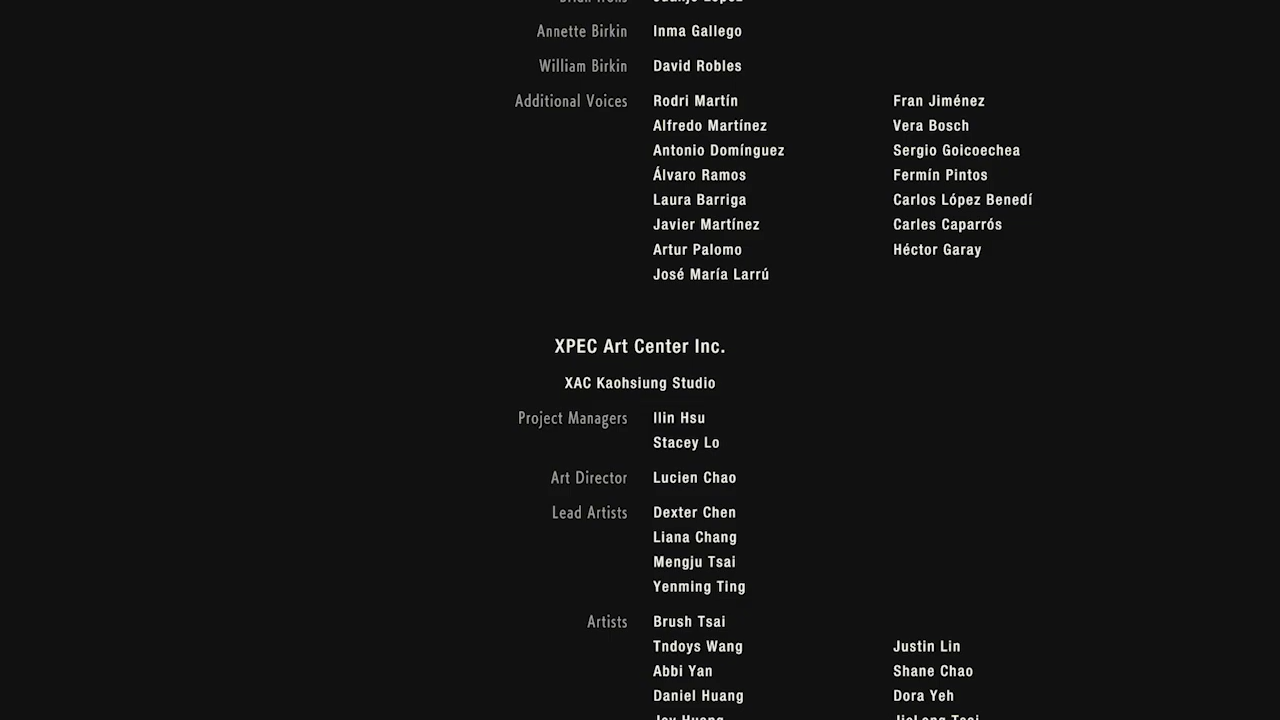 Annette Birkin Inma Gallego
William Birkin David Robles
Additional Voices Rodri Martín Fran Jiménez
Alfredo Martínez Vera Bosch
Antonio Domínguez Sergio Goicoechea
Álvaro Ramos Fermín Pintos
Laura Barriga Carlos López Benedí
Javier Martínez Carles Caparrós
Artur Palomo Héctor Garay
José María Larrú
XPEC Art Center Inc.
XAC Kaohsiung Studio
Project Managers Ilin Hsu
Stacey Lo
Art Director Lucien Chao
Lead Artists Dexter Chen
Liana Chang
Mengju Tsai
Yenming Ting
Artists Brush Tsai
Tndoys Wang Justin Lin
Abbi Yan Shane Chao
Daniel Huang Dora Yeh